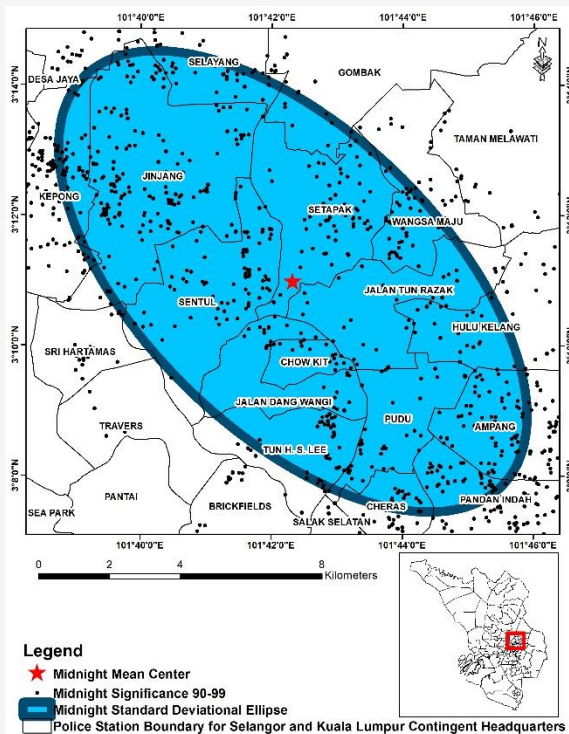 101°40'0"E 101°42'0"E 101°44'0"E 101°46'0"E
N
SELAYANG
GOMBAK
DESA JAYA
3°14'0"N
TAMAN MELAWATI
JINJANG
KEPONG
SETAPAK
3°12'0"N
WANGSA MAJU
JALAN TUN RAZAK
SENTUL
HULU KELANG
3°10'0"N
SRI HARTAMAS
CHOW KIT
JALAN DANG WANGI
TRAVERS
PUDU
AMPANG
TUN H. S. LEE
3°8'0"N
PANTAI
PANDAN INDAH
SEA PARK
BRICKFIELDS
CHERAS
SALAK SELATAN
101°40'0"E 101°42'0"E 101°44'0"E 101°46'0"E
0 2 4 8
Kilometers
Legend
Midnight Mean Center
Midnight Significance 90-99
Midnight Standard Deviational Ellipse
Police Station Boundary for Selangor and Kuala Lumpur Contingent Headquarters